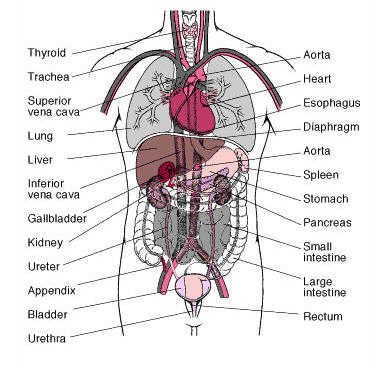 Thyroid
Trachea
Superior
vena cava
Lung
Liver
Inferior
vena cava
Gallbladder
Kidney
Ureter
Appendix
Bladder
Urethra
Aorta
Heart
Esophagus
Diaphragm
Aorta
Spleen
Stomach
Pancreas
Small
intestine
Large
intestine
Rectum